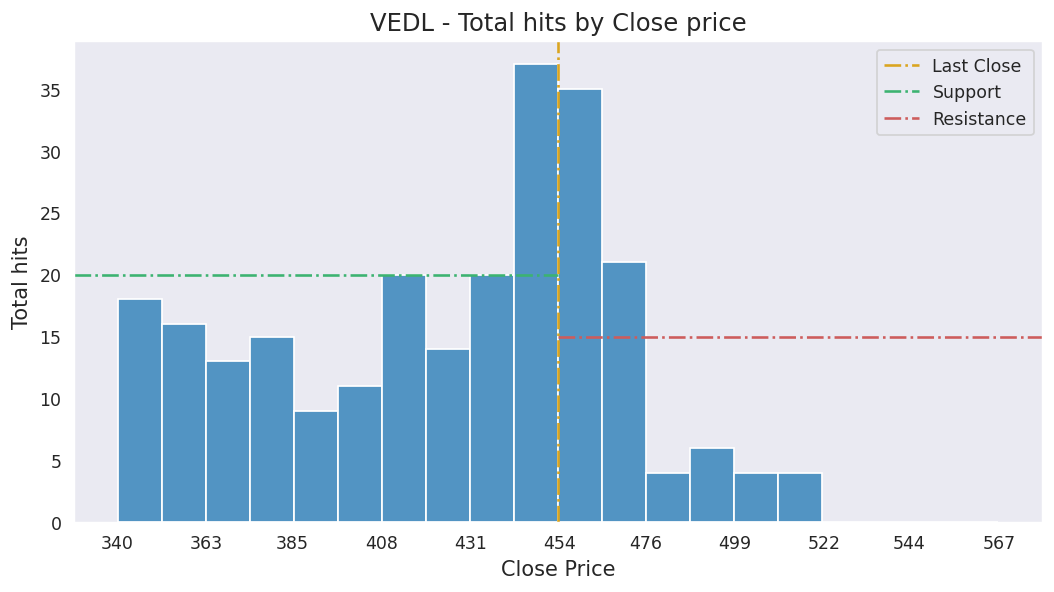 VEDL - Total hits by Close price
Last Close
Support
Resistance
Total hits
35
30
25
20
15
10
5
0
340 363 385 408 431 454 476 499 522 544 567
Close Price